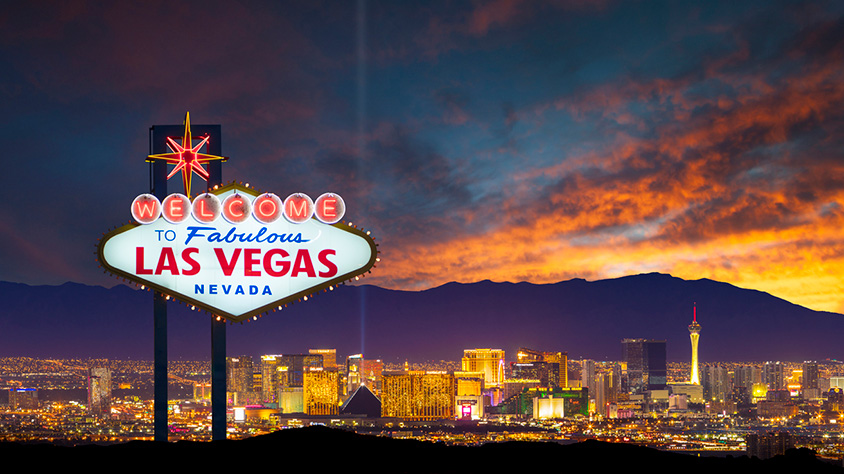 WELCOME
TO Fabulous
LAS VEGAS
NEVADA